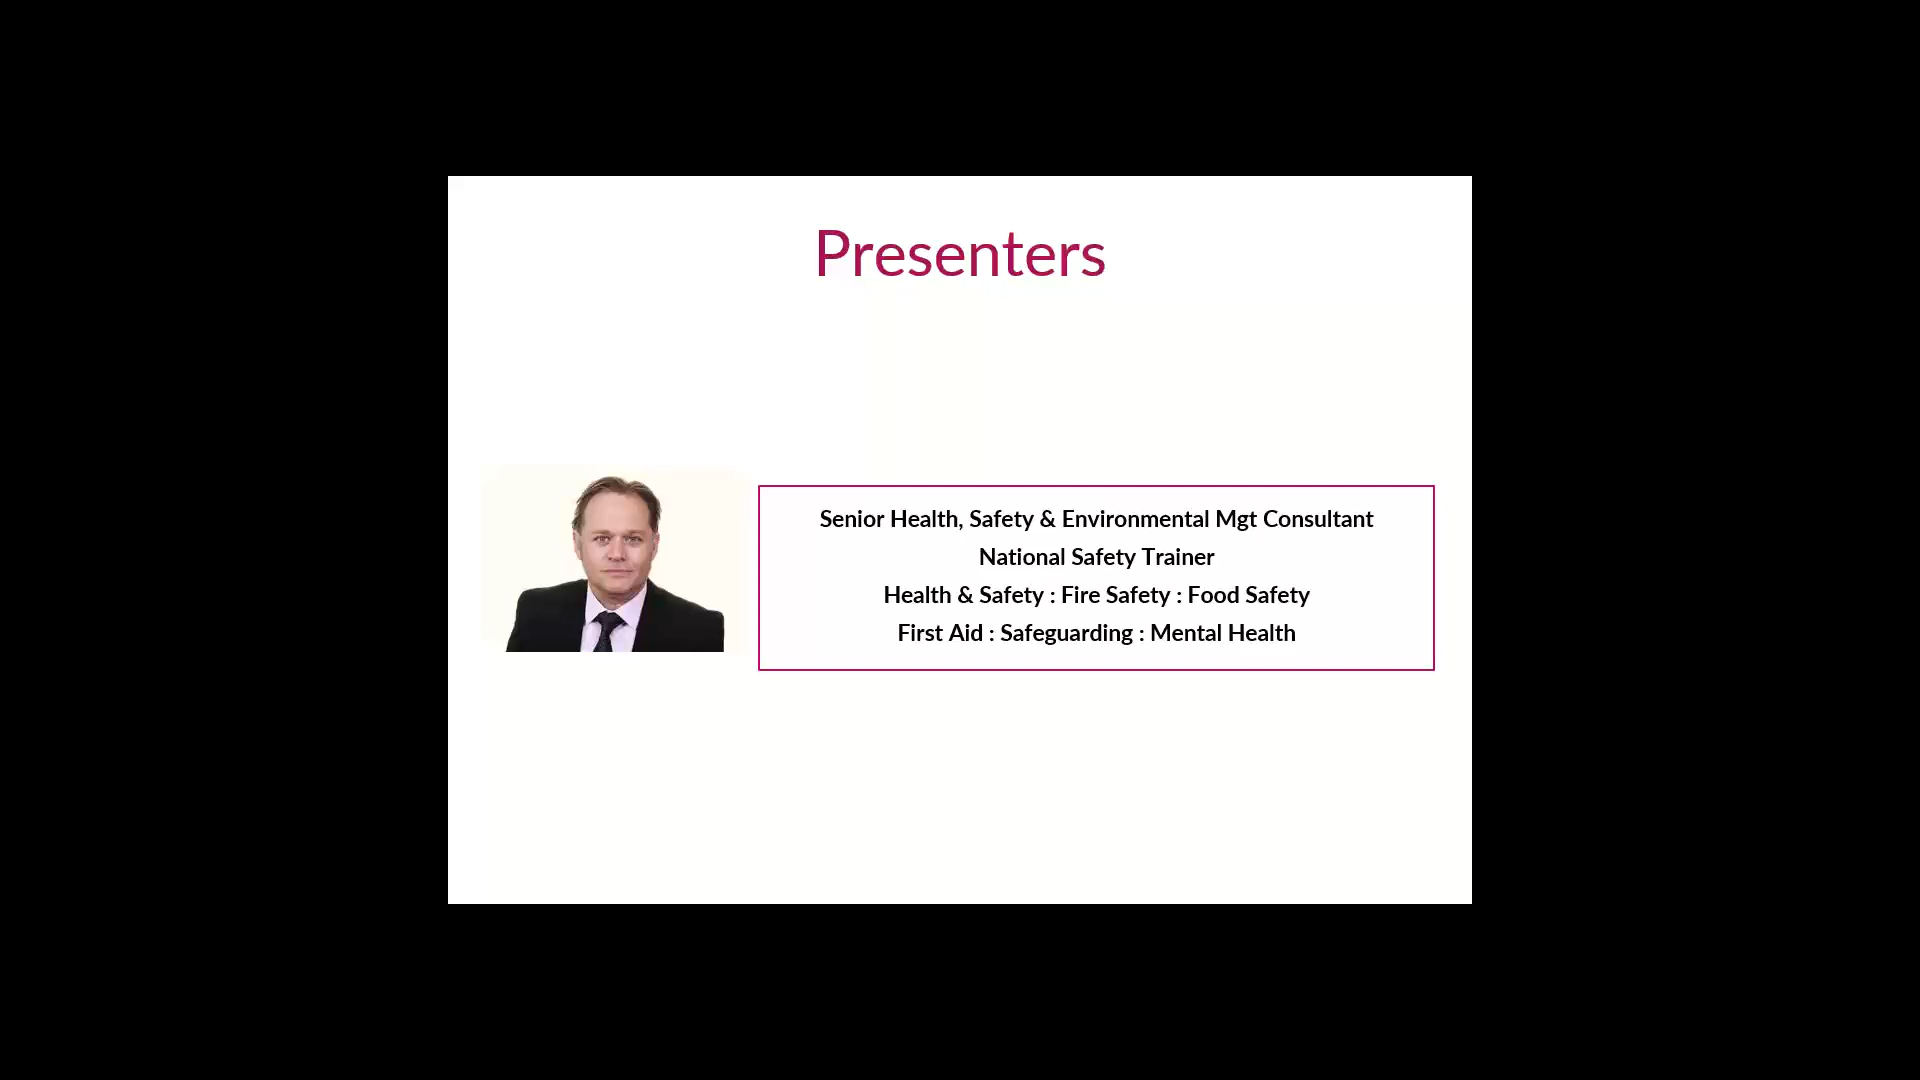 Presenters
Senior Health, Safety & Environmental Mgt Consultant
National Safety Trainer
Health & Safety : Fire Safety : Food Safety
First Aid : Safeguarding : Mental Health